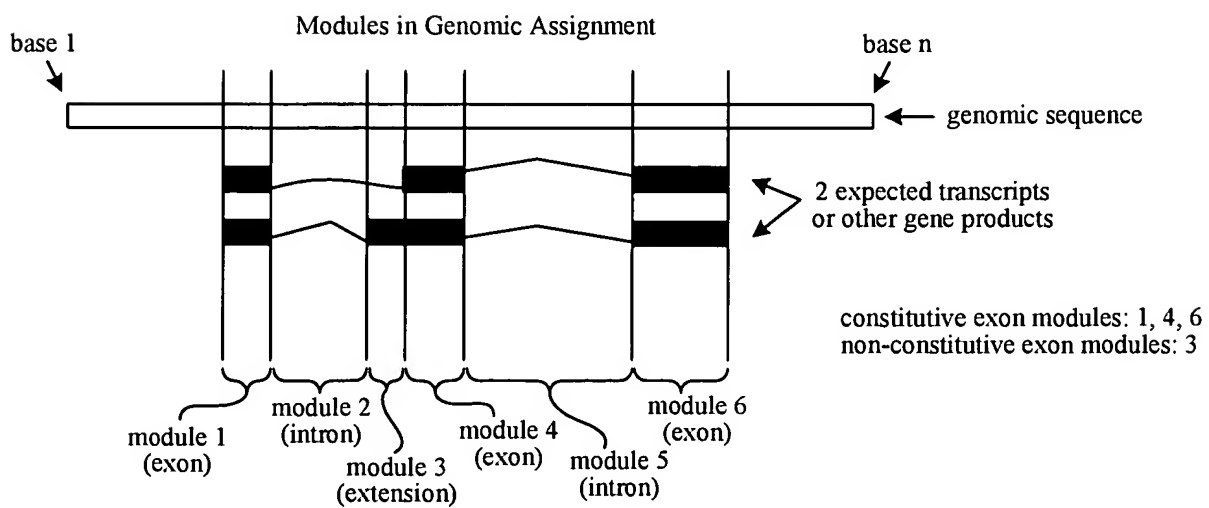 Modules in Genomic Assignment
base 1
base n
genomic sequence
2 expected transcripts
or other gene products
constitutive exon modules: 1, 4, 6
non-constitutive exon modules: 3
module 1
(exon)
module 2
(intron)
module 3
(extension)
module 4
(exon)
module 5
(intron)
module 6
(exon)